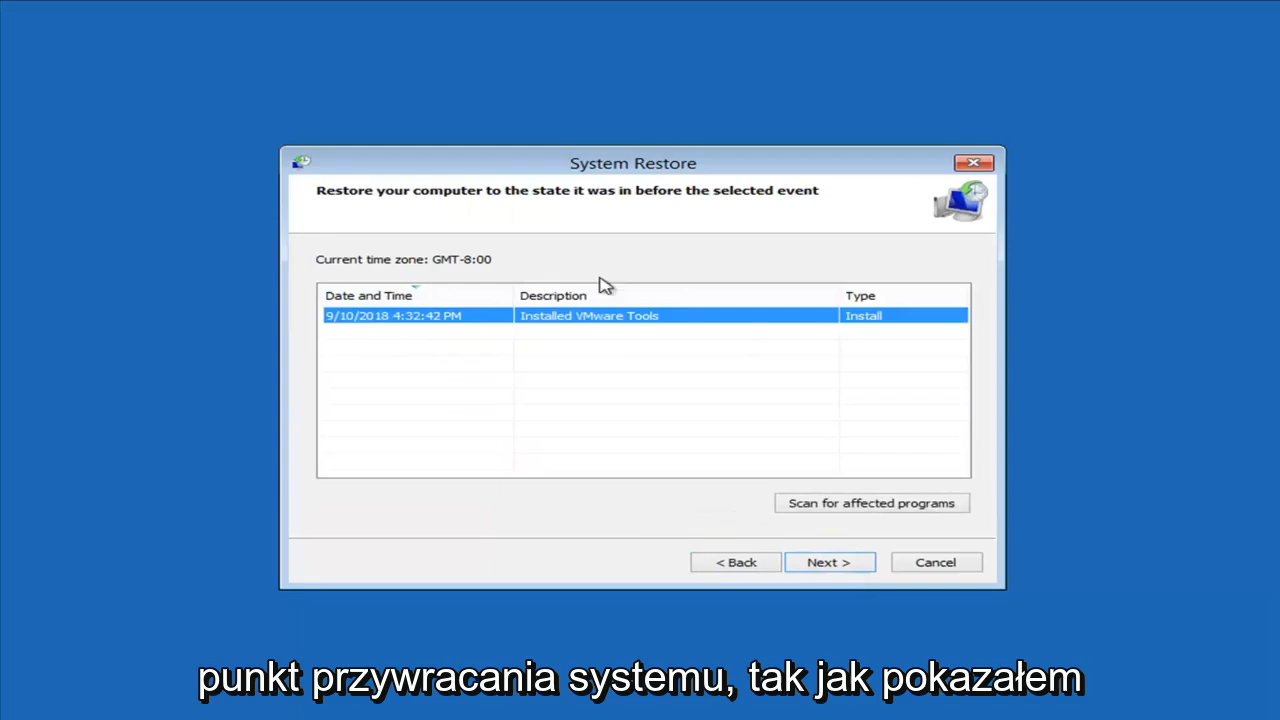 System Restore
Restore your computer to the state it was in before the selected event
Current time zone: GMT-8:00
Date and Time Description Type
9/10/2018 4:32:42 PM Installed VMware Tools Install
Scan for affected programs
< Back Next > Cancel
punkt przywracania systemu, tak jak pokazałem